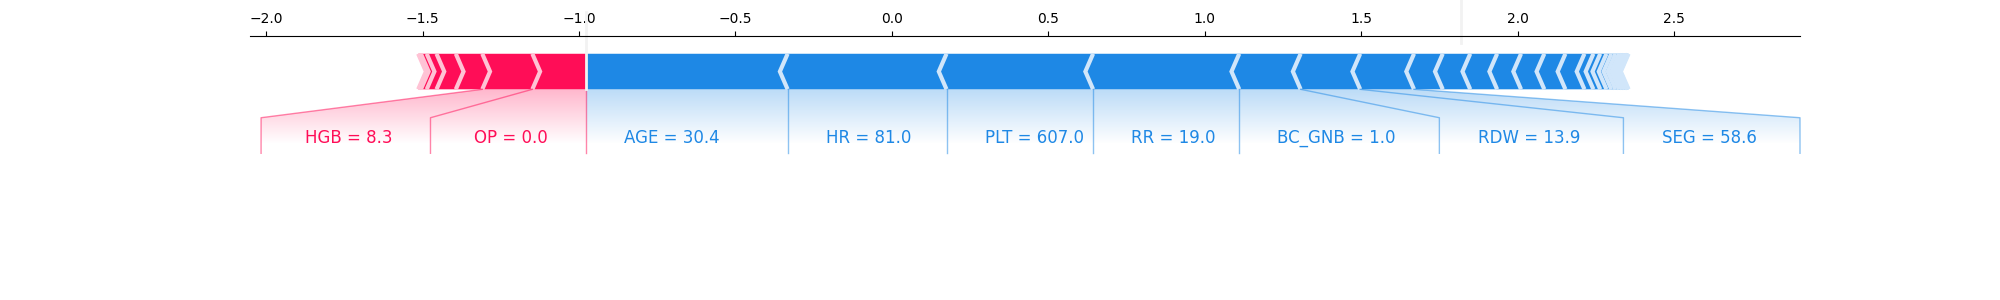 −2.0 −1.5 −1.0 −0.5 0.0 0.5 1.0 1.5 2.0 2.5
HGB = 8.3 OP = 0.0 AGE = 30.4 HR = 81.0 PLT = 607.0 RR = 19.0 BC_GNB = 1.0 RDW = 13.9 SEG = 58.6